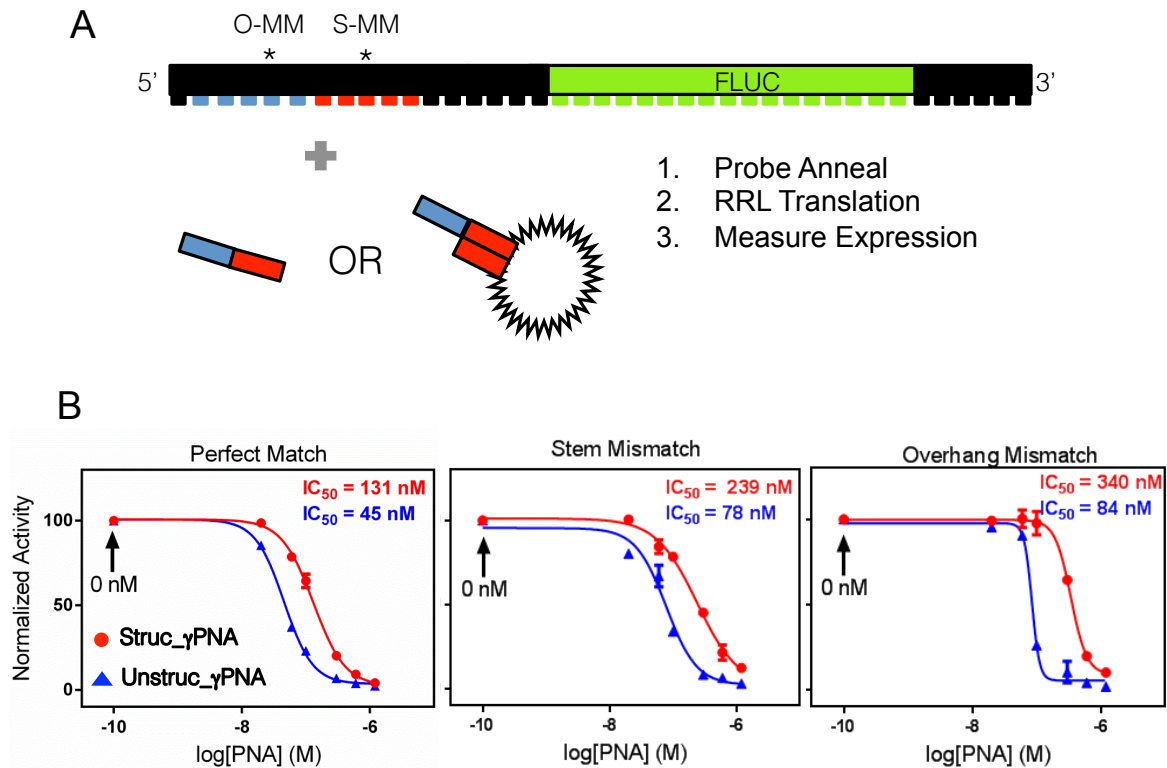 A
O-MM S-MM
* *
5’ FLUC 3’
OR
1. Probe Anneal
2. RRL Translation
3. Measure Expression
B
Perfect Match
IC50 = 131 nM
IC50 = 45 nM
Normalized Activity
100
50
0
0 nM
Struc_γPNA
Unstruc_γPNA
-10 -8 -6
log[PNA] (M)
Stem Mismatch
IC50 = 239 nM
IC50 = 78 nM
0 nM
-10 -8 -6
log[PNA] (M)
Overhang Mismatch
IC50 = 340 nM
IC50 = 84 nM
0 nM
-10 -8 -6
log[PNA] (M)